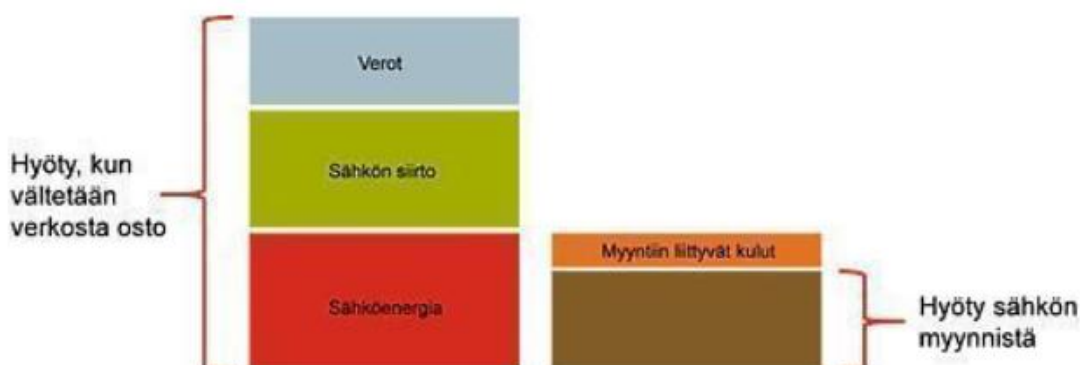 Verot
Hyöty, kun
vältetään
verkosta osto
Sähkön siirto
Myyntiin liittyvät kulut
Sähköenergia
Hyöty sähkön
myynnistä